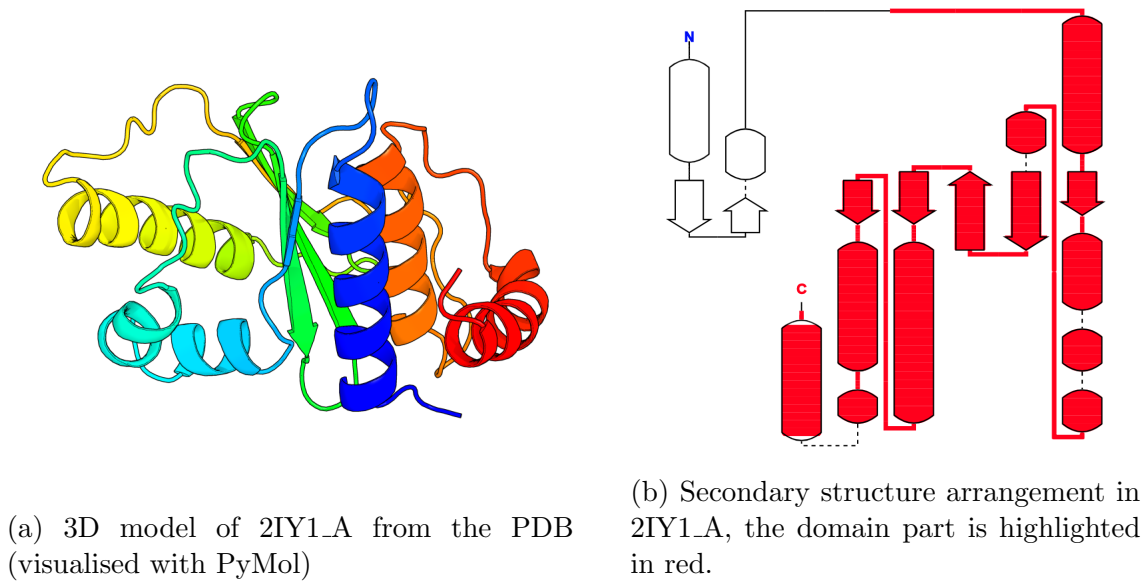 N
C
(a) 3D model of 2IY1_A from the PDB
(visualised with PyMol)
(b) Secondary structure arrangement in
2IY1_A, the domain part is highlighted
in red.